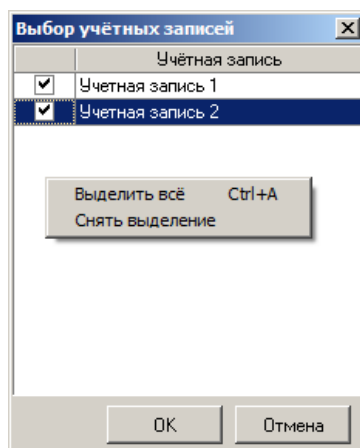 Выбор учётных записей
Учётная запись
Учетная запись 1
Учетная запись 2
Выделить всё Ctrl+A
Снять выделение
OK Отмена